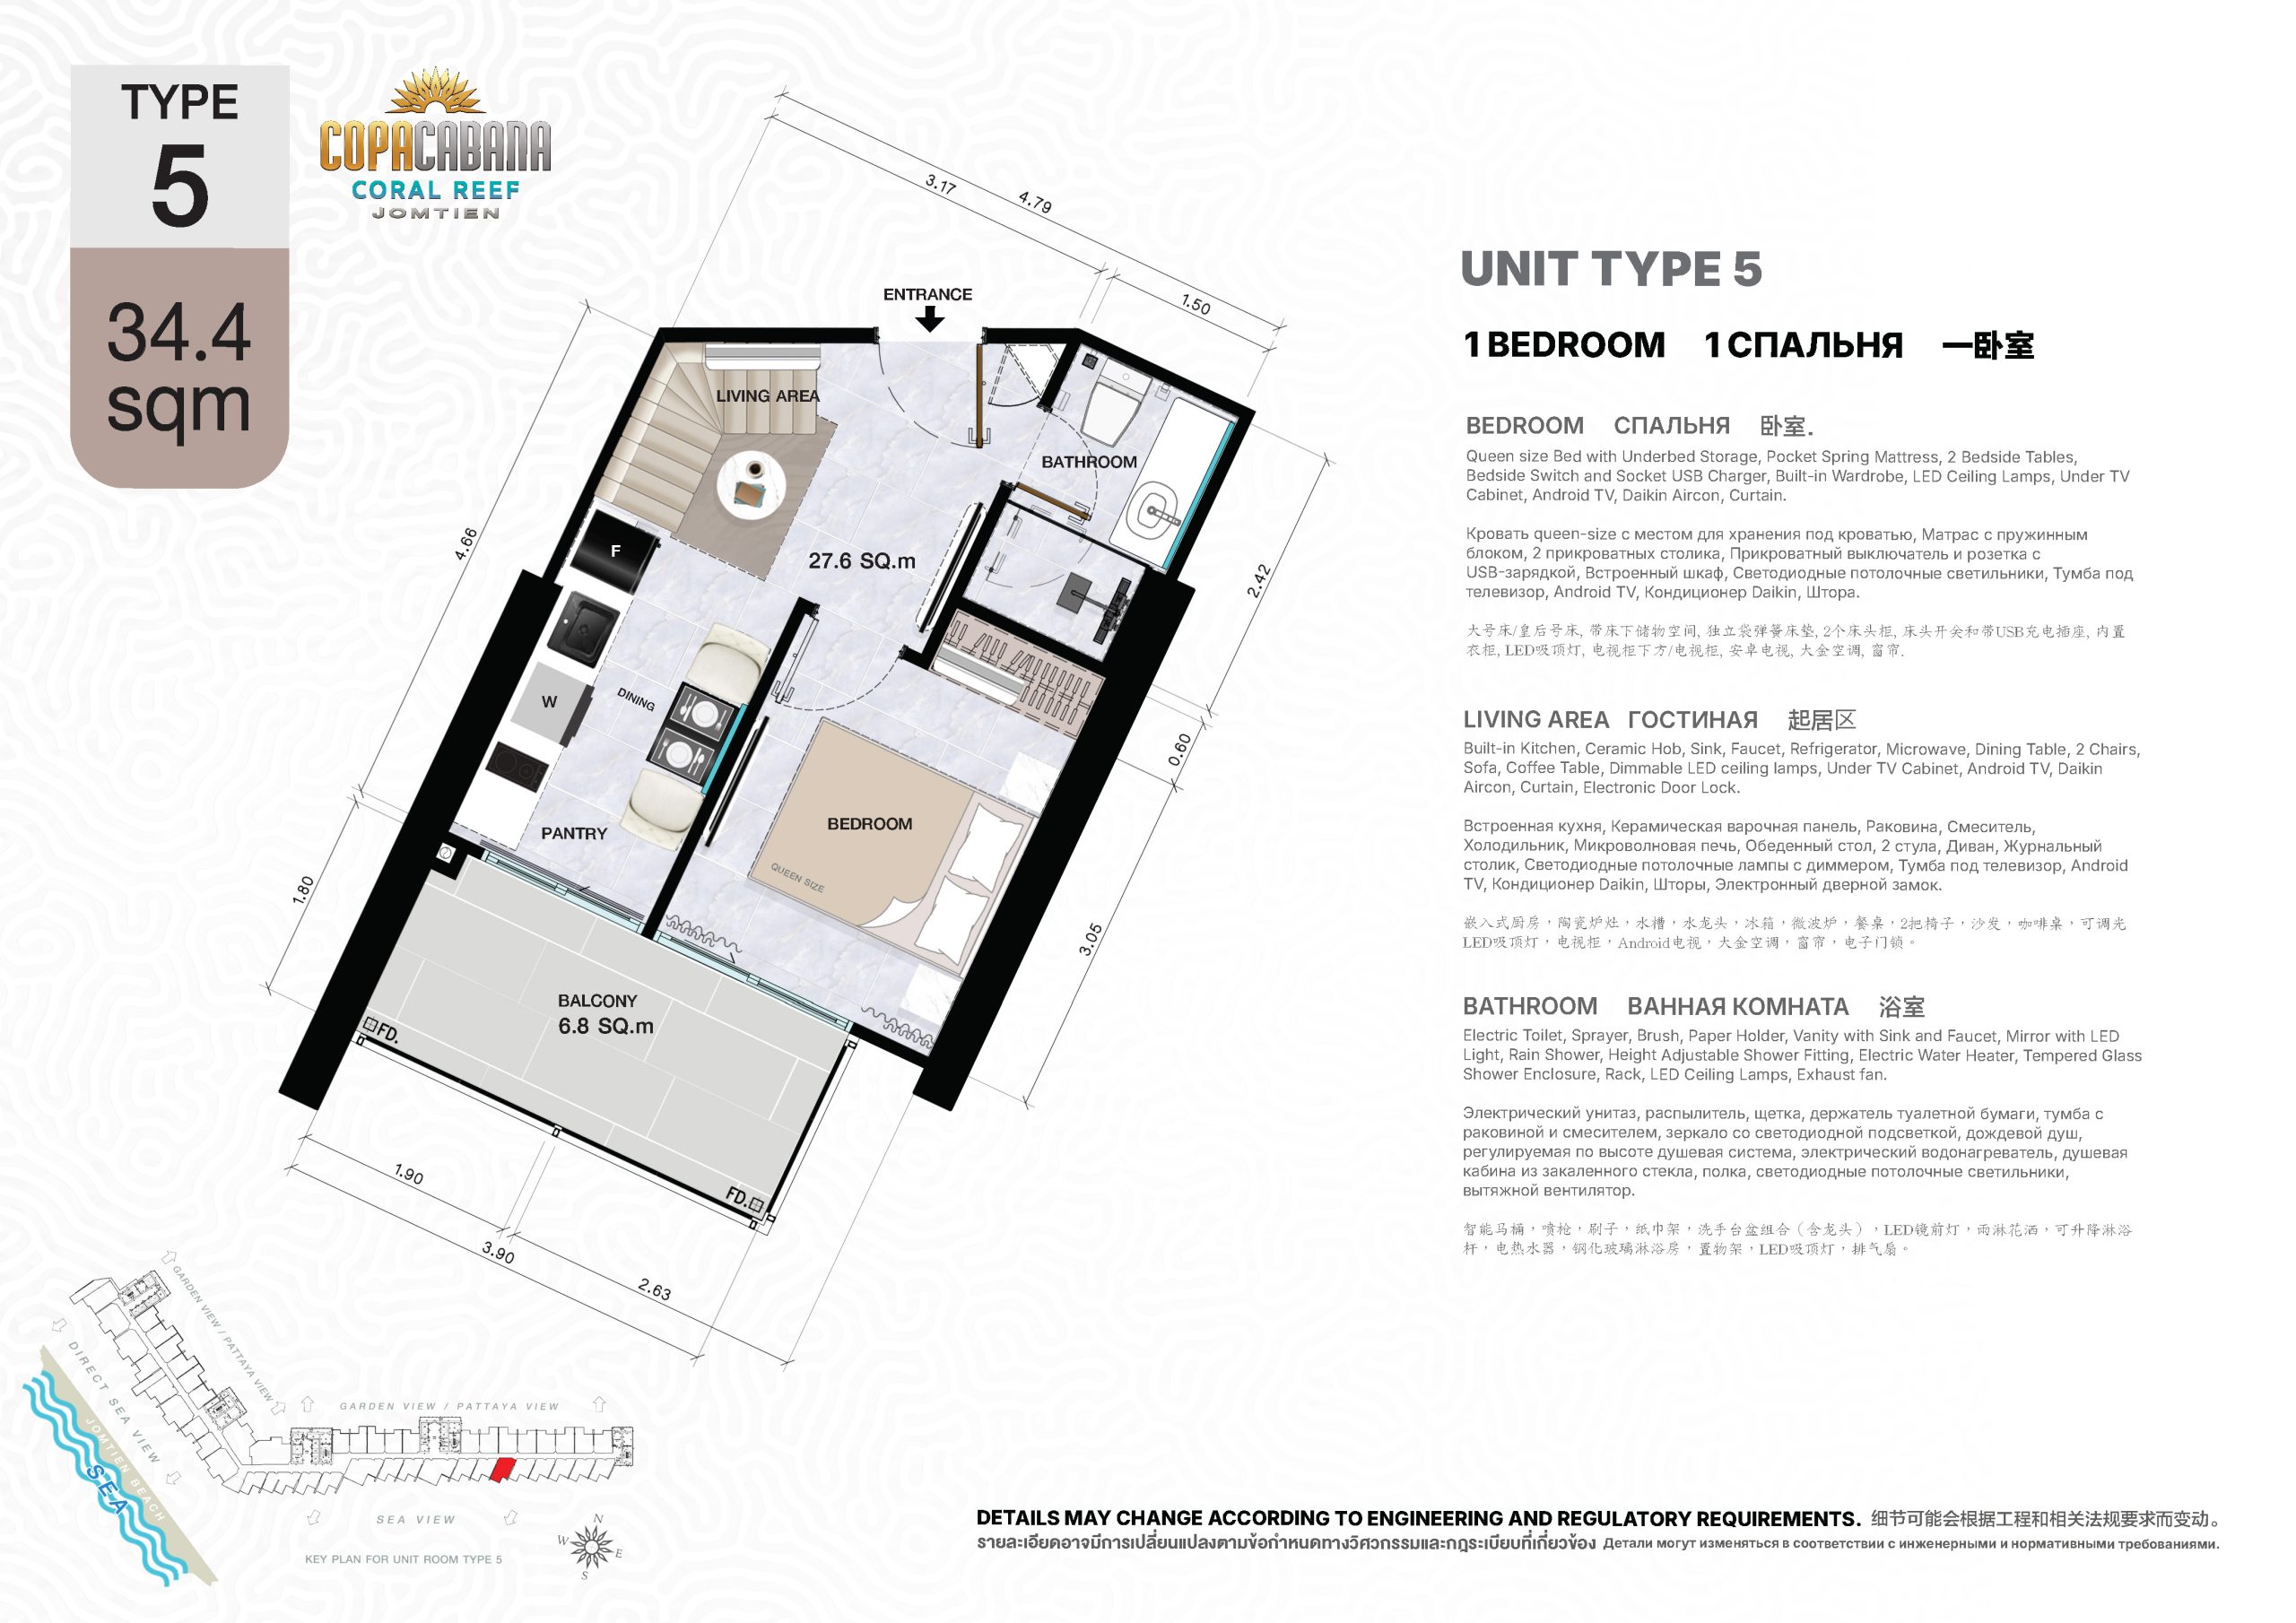 TYPE
5
34.4
sqm
COPACABANA
CORAL REEF
JOMTIEN
3.17
4.79
1.50
ENTRANCE
LIVING AREA
BATHROOM
4.66
F
27.6 SQ.m
2.42
W
DINING
0.60
PANTRY
BEDROOM
QUEEN SIZE
1.80
3.05
BALCONY
6.8 SQ.m
FD.
FD.
1.90
3.90
2.63
UNIT TYPE 5
1 BEDROOM 1 СПАЛЬНЯ 一卧室
BEDROOM СПАЛЬНЯ 卧室.
Queen size Bed with Underbed Storage, Pocket Spring Mattress, 2 Bedside Tables,
Bedside Switch and Socket USB Charger, Built-in Wardrobe, LED Ceiling Lamps, Under TV
Cabinet, Android TV, Daikin Aircon, Curtain.
Кровать queen-size с местом для хранения под кроватью, Матрас с пружинным
блоком, 2 прикроватных столика, Прикроватный выключатель и розетка с
USB-зарядкой, Встроенный шкаф, Светодиодные потолочные светильники, Тумба под
телевизор, Android TV, Кондиционер Daikin, Штора.
大号床/皇后号床, 带床下储物空间, 独立袋弹簧床垫, 2个床头柜, 床头开关和带USB充电插座, 内置
衣柜, LED吸顶灯, 电视柜下方/电视柜, 安卓电视, 大金空调, 窗帘.
LIVING AREA ГОСТИНАЯ 起居区
Built-in Kitchen, Ceramic Hob, Sink, Faucet, Refrigerator, Microwave, Dining Table, 2 Chairs,
Sofa, Coffee Table, Dimmable LED ceiling lamps, Under TV Cabinet, Android TV, Daikin
Aircon, Curtain, Electronic Door Lock.
Встроенная кухня, Керамическая варочная панель, Раковина, Смеситель,
Холодильник, Микроволновая печь, Обеденный стол, 2 стула, Диван, Журнальный
столик, Светодиодные потолочные лампы с диммером, Тумба под телевизор, Android
TV, Кондиционер Daikin, Шторы, Электронный дверной замок.
嵌入式厨房，陶瓷炉灶，水槽，水龙头，冰箱，微波炉，餐桌，2把椅子，沙发，咖啡桌，可调光
LED吸顶灯，电视柜，Android电视，大金空调，窗帘，电子门锁。
BATHROOM ВАННАЯ КОМНАТА 浴室
Electric Toilet, Sprayer, Brush, Paper Holder, Vanity with Sink and Faucet, Mirror with LED
Light, Rain Shower, Height Adjustable Shower Fitting, Electric Water Heater, Tempered Glass
Shower Enclosure, Rack, LED Ceiling Lamps, Exhaust fan.
Электрический унитаз, распылитель, щетка, держатель туалетной бумаги, тумба с
раковиной и смесителем, зеркало со светодиодной подсветкой, дождевой душ,
регулируемая по высоте душевая система, электрический водонагреватель, душевая
кабина из закаленного стекла, полка, светодиодные потолочные светильники,
вытяжной вентилятор.
智能马桶，喷枪，刷子，纸巾架，洗手台盆组合（含龙头），LED镜前灯，雨淋花洒，可升降淋浴
杆，电热水器，钢化玻璃淋浴房，置物架，LED吸顶灯，排气扇。
GARDEN VIEW / PATTAYA VIEW
DIRECT SEA VIEW
JOMTIEN BEACH
SEA
GARDEN VIEW / PATTAYA VIEW
SEA VIEW
N
W
E
S
KEY PLAN FOR UNIT ROOM TYPE 5
DETAILS MAY CHANGE ACCORDING TO ENGINEERING AND REGULATORY REQUIREMENTS. 细节可能会根据工程和相关法规要求而变动。
รายละเอียดอาจมีการเปลี่ยนแปลงตามข้อกำหนดทางวิศวกรรมและกฎระเบียบที่เกี่ยวข้อง Детали могут изменяться в соответствии с инженерными и нормативными требованиями.